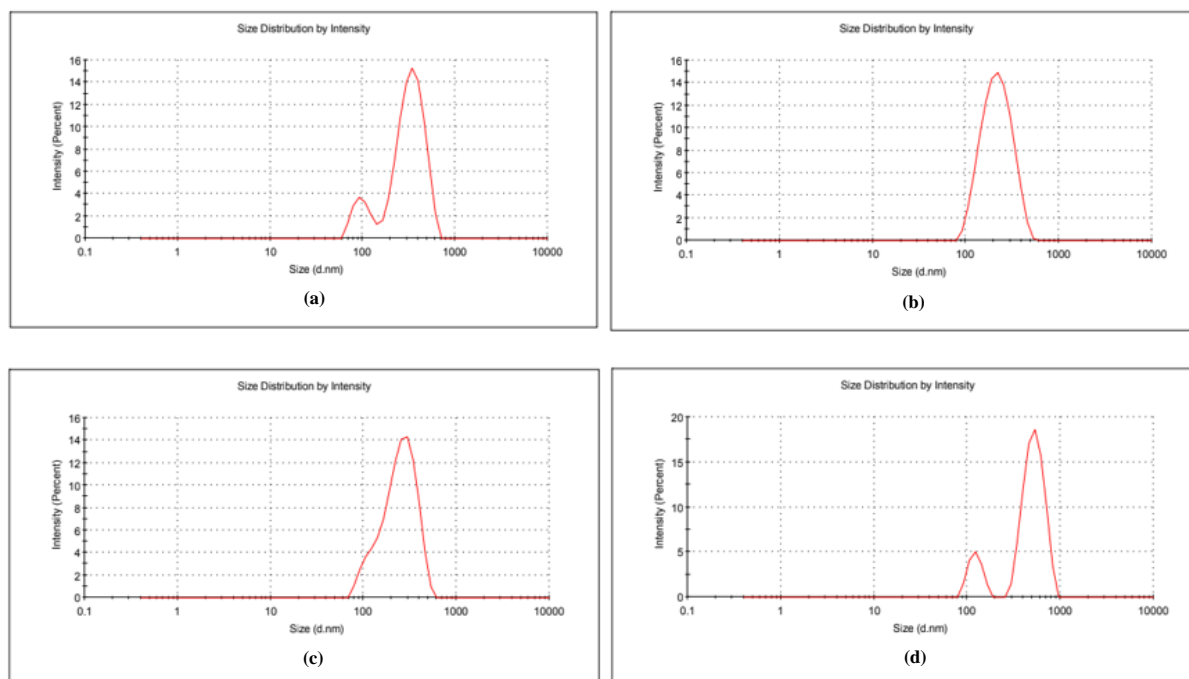 Size Distribution by Intensity
16
14
12
10
8
6
4
2
0
Intensity (Percent)
0.1 1 10 100 1000 10000
Size (d.nm)
(a)
Size Distribution by Intensity
16
14
12
10
8
6
4
2
0
Intensity (Percent)
0.1 1 10 100 1000 10000
Size (d.nm)
(b)
Size Distribution by Intensity
16
14
12
10
8
6
4
2
0
Intensity (Percent)
0.1 1 10 100 1000 10000
Size (d.nm)
(c)
Size Distribution by Intensity
20
15
10
5
0
Intensity (Percent)
0.1 1 10 100 1000 10000
Size (d.nm)
(d)